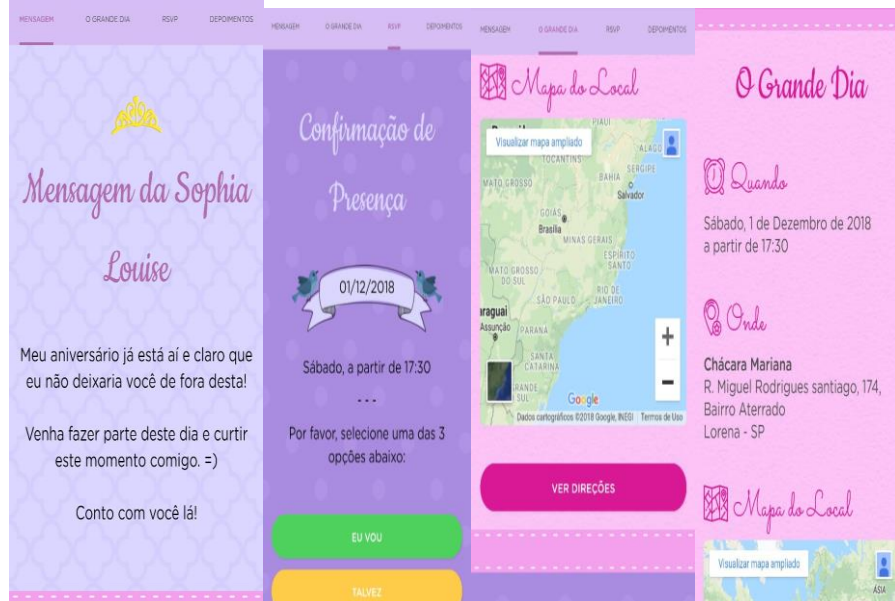 MENSAGEM O GRANDE DIA RSVP DEPOIMENTOS
Mensagem da Sophia
Louise
Meu aniversário já está aí e claro que
eu não deixaria você de fora desta!
Venha fazer parte deste dia e curtir
este momento comigo. =)
Conto com você lá!
MENSAGEM O GRANDE DIA RSVP DEPOIMENTOS
Confirmação de
Presença
01/12/2018
Sábado, a partir de 17:30
- - -
Por favor, selecione uma das 3
opções abaixo:
EU VOU
TALVEZ
MENSAGEM O GRANDE DIA RSVP DEPOIMENTOS
Mapa do Local
PIAUÍ
Visualizar mapa ampliado
ALAGO
TOCANTINS
SERGIPE
MATO GROSSO
BAHIA
Salvador
GOIÁS
Brasília
MINAS GERAIS
ESPÍRITO
SANTO
MATO GROSSO
DO SUL
RIO DE
JANEIRO
SÃO PAULO
araguai
Assunção
PARANÁ
SANTA
CATARINA
RANDE
SUL
+
−
Google
Dados cartográficos ©2018 Google, INEGI Termos de Uso
VER DIREÇÕES
O Grande Dia
Quando
Sábado, 1 de Dezembro de 2018
a partir de 17:30
Onde
Chácara Mariana
R. Miguel Rodrigues santiago, 174,
Bairro Aterrado
Lorena - SP
Mapa do Local
Visualizar mapa ampliado
ÁSIA